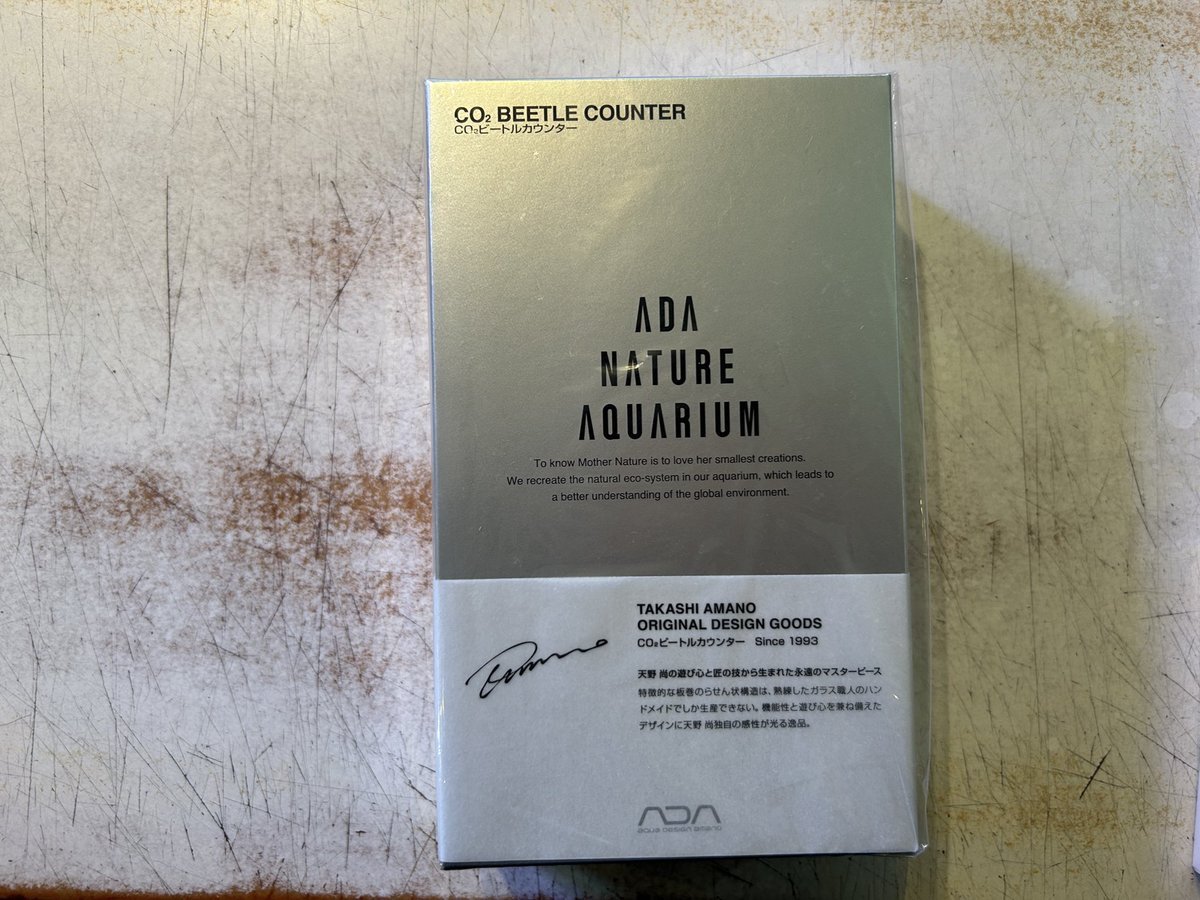 CO₂ BEETLE COUNTER
CO₂ビートルカウンター
ADA
NATURE
AQUARIUM
To know Mother Nature is to love her smallest creations.
We recreate the natural eco-system in our aquarium, which leads to
a better understanding of the global environment.
TAKASHI AMANO
ORIGINAL DESIGN GOODS
CO₂ビートルカウンター Since 1993
天野 尚の遊び心と匠の技から生まれた永遠のマスターピース
特徴的な板巻のらせん状構造は、熟練したガラス職人のハン
ドメイドでしか生産できない。機能性と遊び心を兼ね備えた
デザインに天野 尚独自の感性が光る逸品。
ADA
aqua design amano